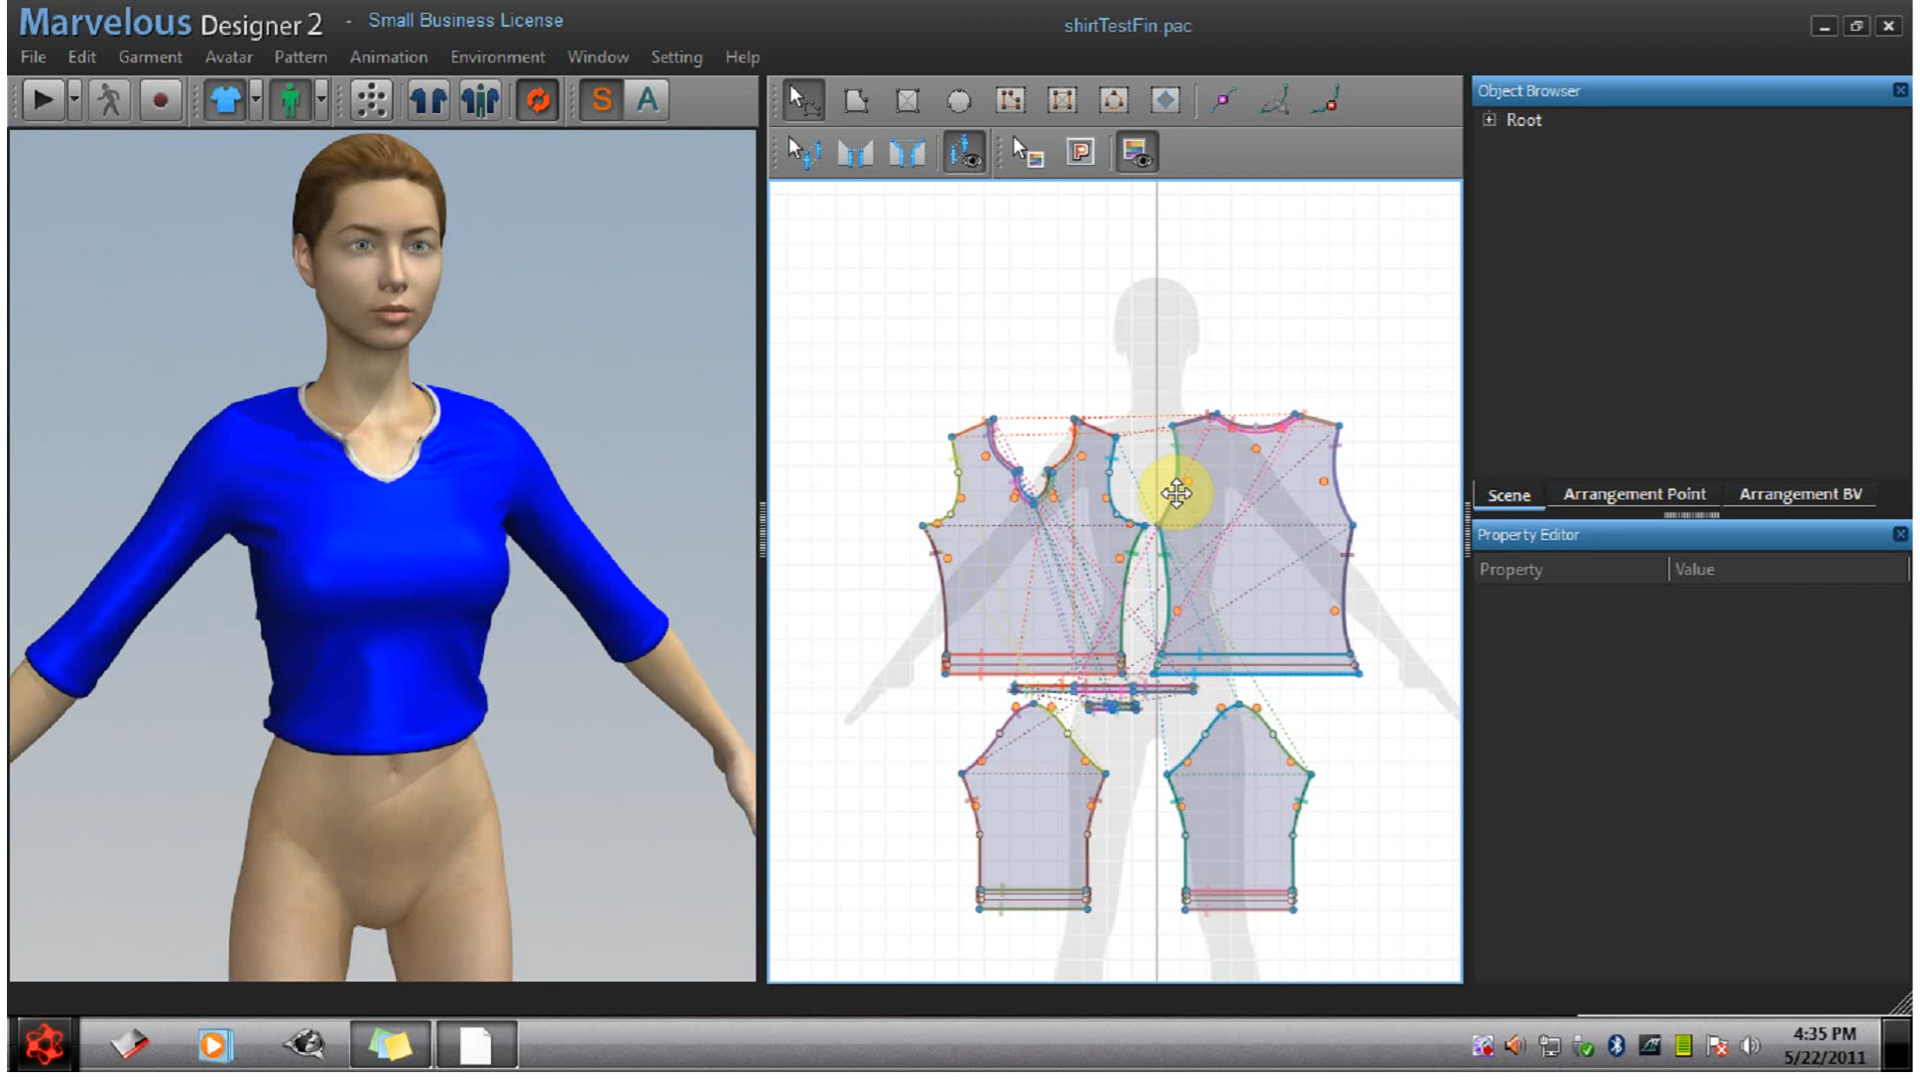 Marvelous Designer 2 - Small Business License
shirtTestFin.pac
File Edit Garment Avatar Pattern Animation Environment Window Setting Help
S A
P
Object Browser
Root
Scene Arrangement Point Arrangement BV
Property Editor
Property Value
4:35 PM
5/22/2011